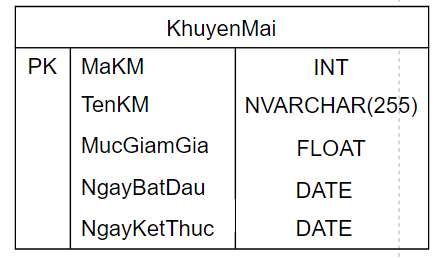 KhuyenMai
PK MaKM INT
TenKM NVARCHAR(255)
MucGiamGia FLOAT
NgayBatDau DATE
NgayKetThuc DATE